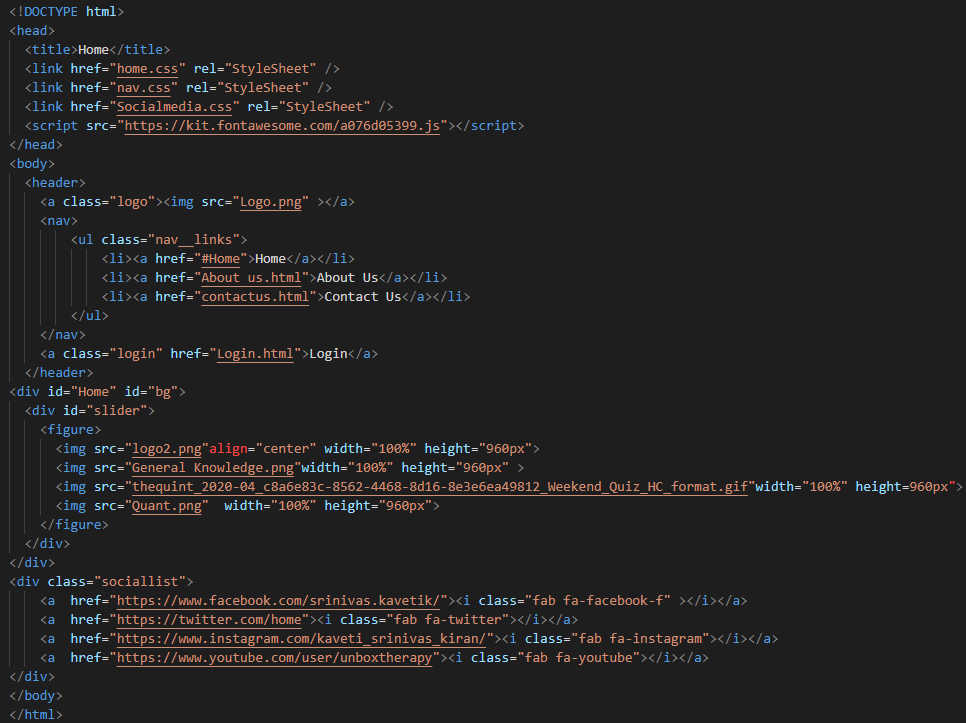 <!DOCTYPE html>
<head>
  <title>Home</title>
  <link href="home.css" rel="StyleSheet" />
  <link href="nav.css" rel="StyleSheet" />
  <link href="Socialmedia.css" rel="StyleSheet" />
  <script src="https://kit.fontawesome.com/a076d05399.js"></script>
</head>
<body>
  <header>
    <a class="logo"><img src="Logo.png" ></a>
    <nav>
        <ul class="nav__links">
            <li><a href="#Home">Home</a></li>
            <li><a href="About us.html">About Us</a></li>
            <li><a href="contactus.html">Contact Us</a></li>
        </ul>
    </nav>
    <a class="login" href="Login.html">Login</a>
  </header>
<div id="Home" id="bg">
  <div id="slider">
    <figure>
      <img src="logo2.png"align="center" width="100%" height="960px">
      <img src="General Knowledge.png"width="100%" height="960px" >
      <img src="thequint_2020-04_c8a6e83c-8562-4468-8d16-8e3e6ea49812_Weekend_Quiz_HC_format.gif"width="100%" height=960px">
      <img src="Quant.png"  width="100%" height="960px">
    </figure>
  </div>
</div>
<div class="sociallist">
    <a  href="https://www.facebook.com/srinivas.kavetik/"><i class="fab fa-facebook-f" ></i></a>
    <a  href="https://twitter.com/home"><i class="fab fa-twitter"></i></a>
    <a  href="https://www.instagram.com/kaveti_srinivas_kiran/"><i class="fab fa-instagram"></i></a>
    <a  href="https://www.youtube.com/user/unboxtherapy"><i class="fab fa-youtube"></i></a>
</div>
</body>
</html>